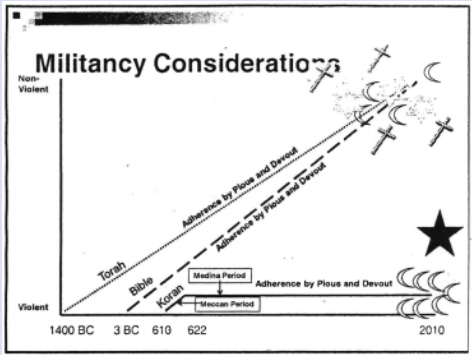 Militancy Considerations
Non-
Violent
Adherence by Pious and Devout
Adherence by Pious and Devout
Torah
Bible
Koran
Medina Period
Adherence by Pious and Devout
Meccan Period
Violent
1400 BC 3 BC 610 622 2010